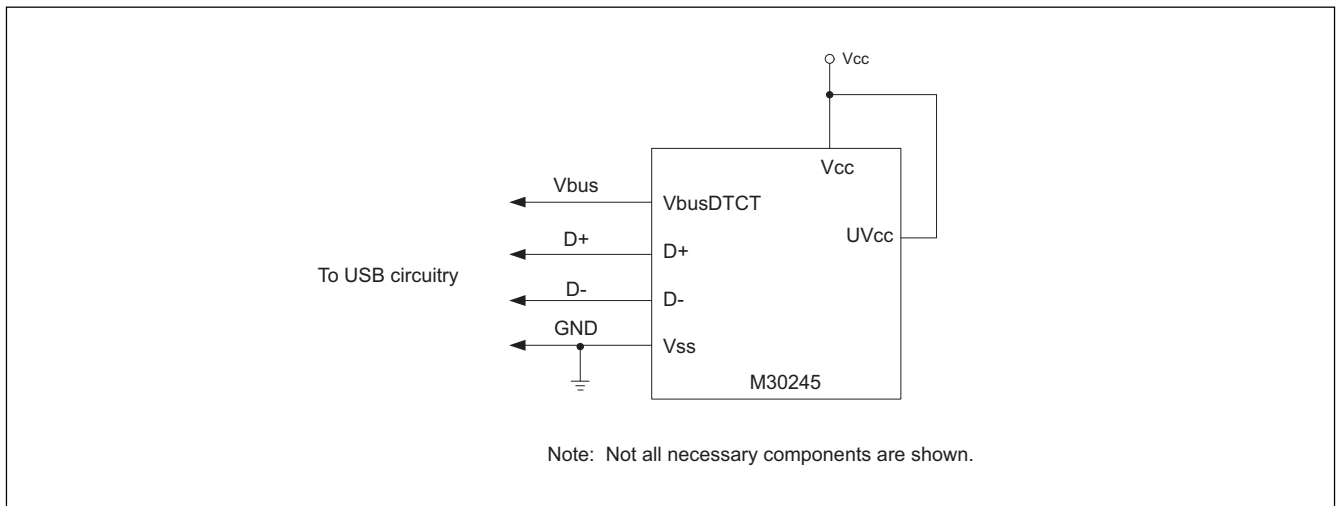 Vcc
Vcc
Vbus
VbusDTCT
UVcc
D+
D+
To USB circuitry
D-
D-
GND
Vss
M30245
Note: Not all necessary components are shown.